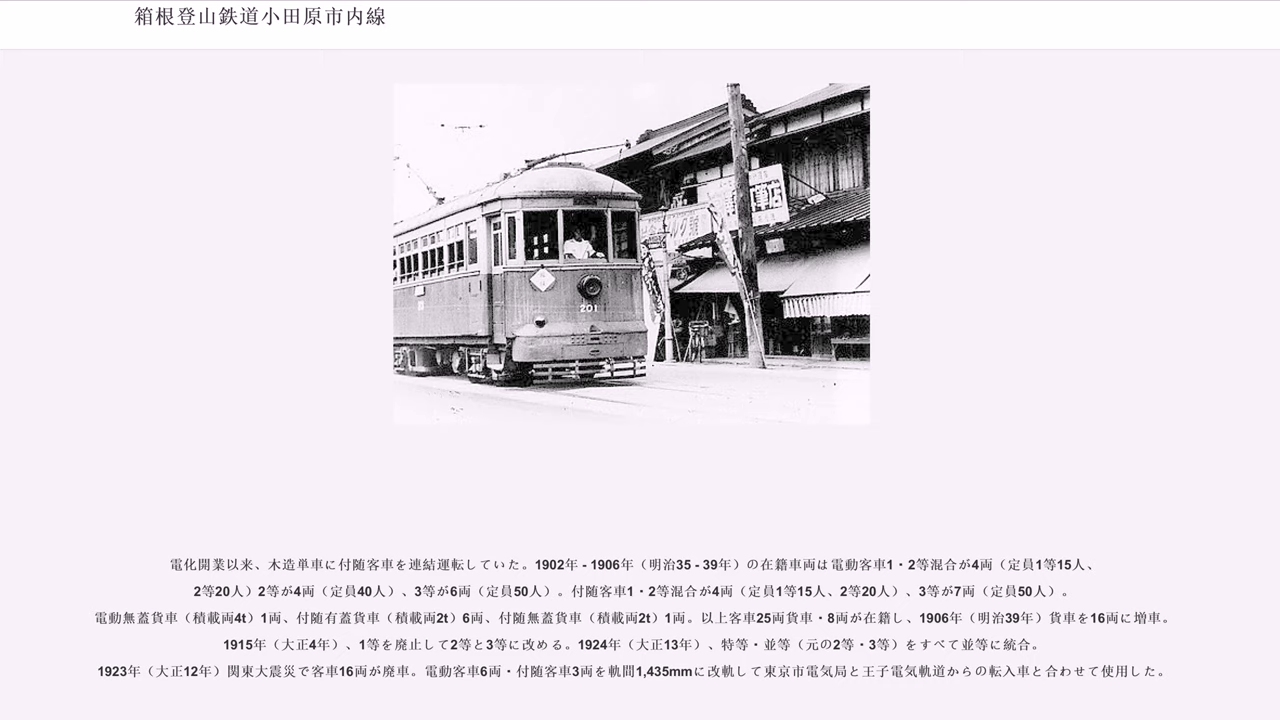 箱根登山鉄道小田原市内線
201
電化開業以来、木造単車に付随客車を連結運転していた。1902年 - 1906年（明治35 - 39年）の在籍車両は電動客車1・2等混合が4両（定員1等15人、
2等20人）2等が4両（定員40人）、3等が6両（定員50人）。付随客車1・2等混合が4両（定員1等15人、2等20人）、3等が7両（定員50人）。
電動無蓋貨車（積載両4t）1両、付随有蓋貨車（積載両2t）6両、付随無蓋貨車（積載両2t）1両。以上客車25両貨車・8両が在籍し、1906年（明治39年）貨車を16両に増車。
1915年（大正4年）、1等を廃止して2等と3等に改める。1924年（大正13年）、特等・並等（元の2等・3等）をすべて並等に統合。
1923年（大正12年）関東大震災で客車16両が廃車。電動客車6両・付随客車3両を軌間1,435mmに改軌して東京市電気局と王子電気軌道からの転入車と合わせて使用した。